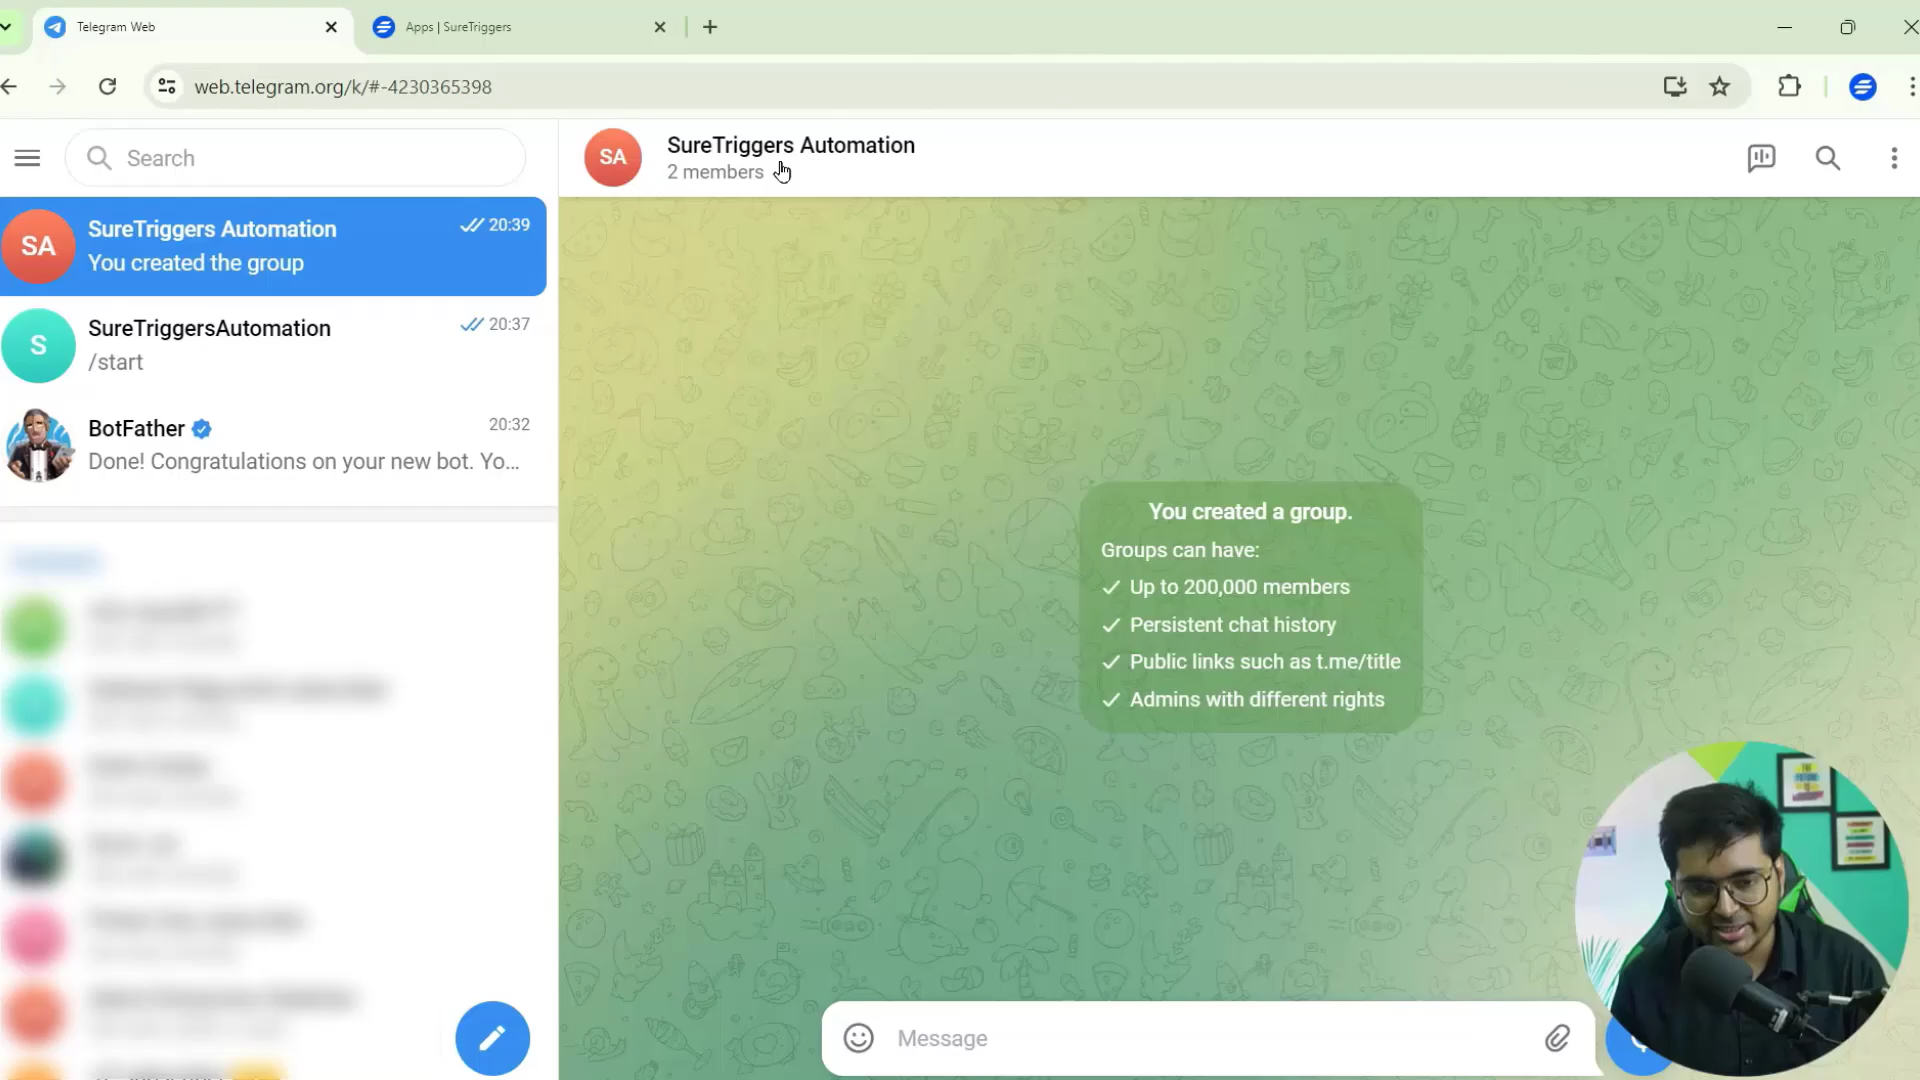 Telegram Web
Apps | SureTriggers
web.telegram.org/k/#-4230365398
Search
SA
SureTriggers Automation
2 members
SA
SureTriggers Automation
20:39
You created the group
S
SureTriggersAutomation
20:37
/start
BotFather
20:32
Done! Congratulations on your new bot. Yo...
You created a group.
Groups can have:
✓ Up to 200,000 members
✓ Persistent chat history
✓ Public links such as t.me/title
✓ Admins with different rights
Message